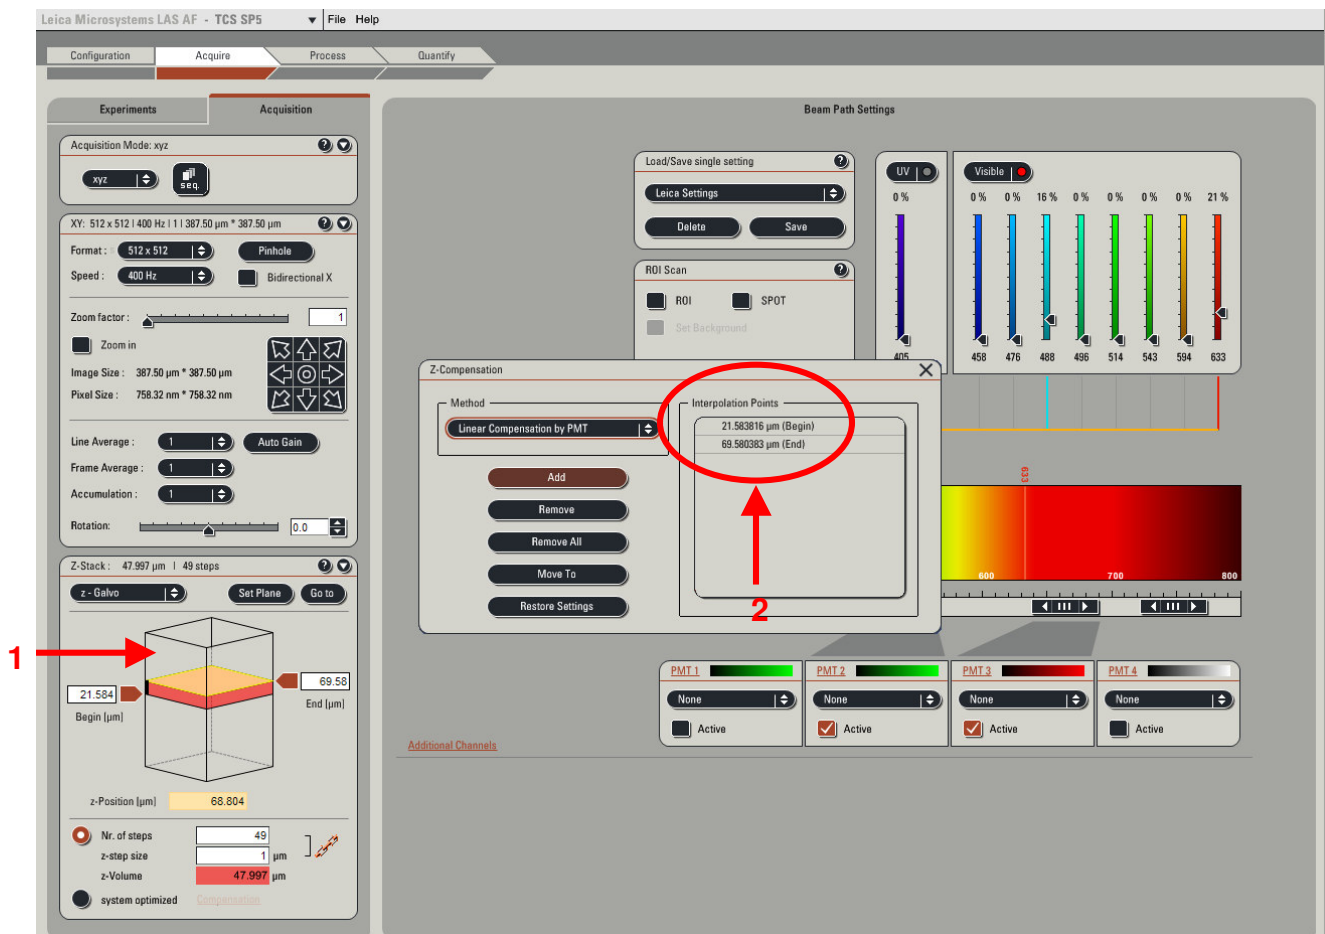 Leica Microsystems LAS AF - TCS SP5 File Help
Configuration Acquire Process Quantify
Experiments Acquisition
Acquisition Mode: xyz
xyz
seq.
XY: 512 x 512 | 400 Hz | 1 | 387.50 µm * 387.50 µm
Format : 512 x 512 Pinhole
Speed : 400 Hz Bidirectional X
Zoom factor : 1
Zoom in
Image Size : 387.50 µm * 387.50 µm
Pixel Size : 758.32 nm * 758.32 nm
Line Average : 1 Auto Gain
Frame Average : 1
Accumulation : 1
Rotation: 0.0
Z-Stack : 47.997 µm | 49 steps
z - Galvo Set Plane Go to
1
21.584
Begin [µm]
69.58
End [µm]
z-Position [µm] 68.804
Nr. of steps 49
z-step size 1 µm
z-Volume 47.997 µm
system optimized Compensation
Beam Path Settings
Load/Save single setting
Leica Settings
Delete Save
ROI Scan
ROI SPOT
Set Background
UV
0 %
405
Visible
0 % 0 % 16 % 0 % 0 % 0 % 0 % 21 %
458 476 488 496 514 543 594 633
Z-Compensation
Method
Linear Compensation by PMT
Add
Remove
Remove All
Move To
Restore Settings
Interpolation Points
21.583816 µm (Begin)
69.580383 µm (End)
2
633
600 700 800
PMT 1 PMT 2 PMT 3 PMT 4
None None None None
Active Active Active Active
Additional Channels